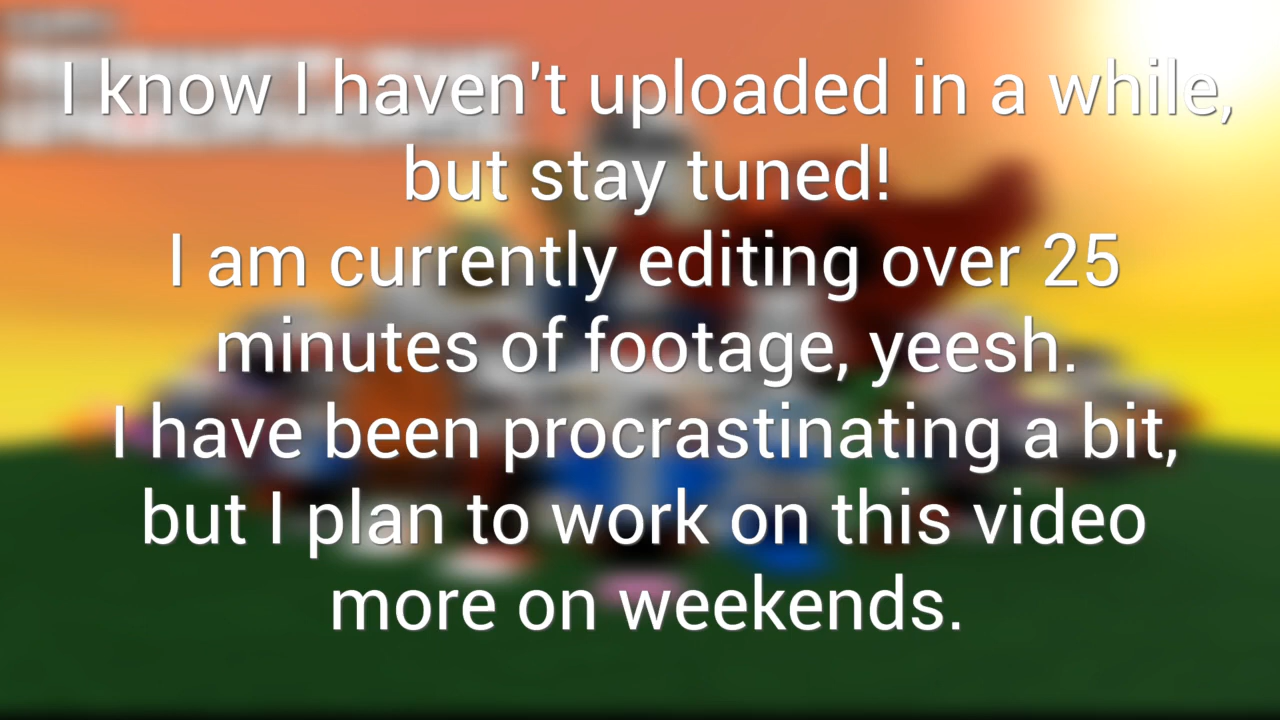 I know I haven't uploaded in a while,
but stay tuned!
I am currently editing over 25
minutes of footage, yeesh.
I have been procrastinating a bit,
but I plan to work on this video
more on weekends.